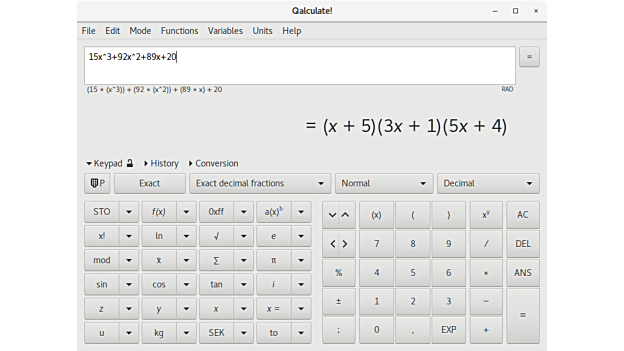 Qalculate!
File Edit Mode Functions Variables Units Help
15x^3+92x^2+89x+20
=
(15 × (x^3)) + (92 × (x^2)) + (89 × x) + 20 RAD
= (x + 5)(3x + 1)(5x + 4)
Keypad History Conversion
P Exact Exact decimal fractions Normal Decimal
STO f(x) 0xff a(x)ᵇ (x) ( ) xʸ AC
x! ln √ e 7 8 9 / DEL
mod x̄ ∑ π % 4 5 6 × ANS
sin cos tan i ± 1 2 3 − =
z y x x = ; 0 , EXP +
u kg SEK to